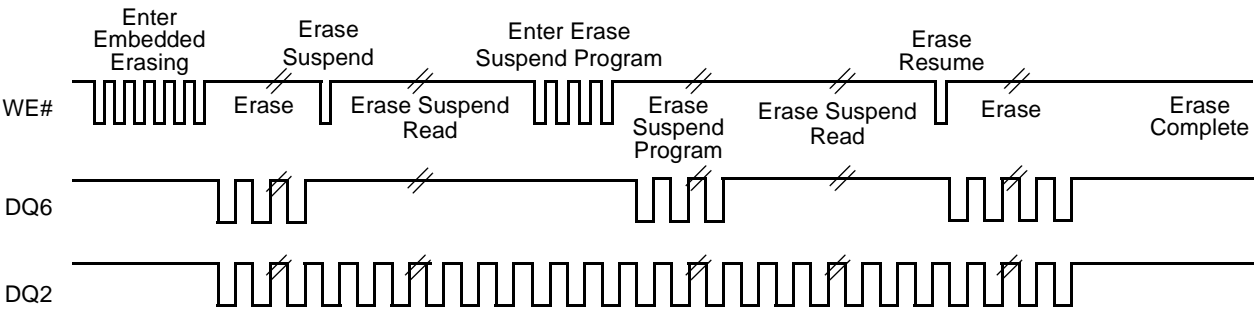 Enter
Embedded
Erasing
Erase
Suspend
Enter Erase
Suspend Program
Erase
Resume
WE#
Erase
Erase Suspend
Read
Erase
Suspend
Program
Erase Suspend
Read
Erase
Erase
Complete
DQ6
DQ2